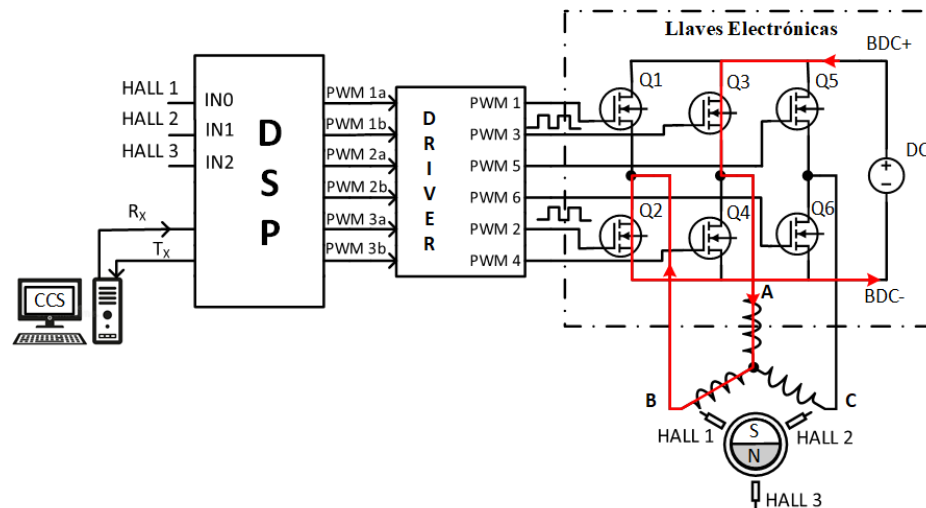 Llaves Electrónicas
BDC+
HALL 1
HALL 2
HALL 3
IN0
IN1
IN2
D
S
P
RX
TX
CCS
PWM 1a
PWM 1b
PWM 2a
PWM 2b
PWM 3a
PWM 3b
D
R
I
V
E
R
PWM 1
PWM 3
PWM 5
PWM 6
PWM 2
PWM 4
Q1
Q3
Q5
Q2
Q4
Q6
DC
+
−
BDC-
A
B
C
HALL 1
S
N
HALL 2
HALL 3